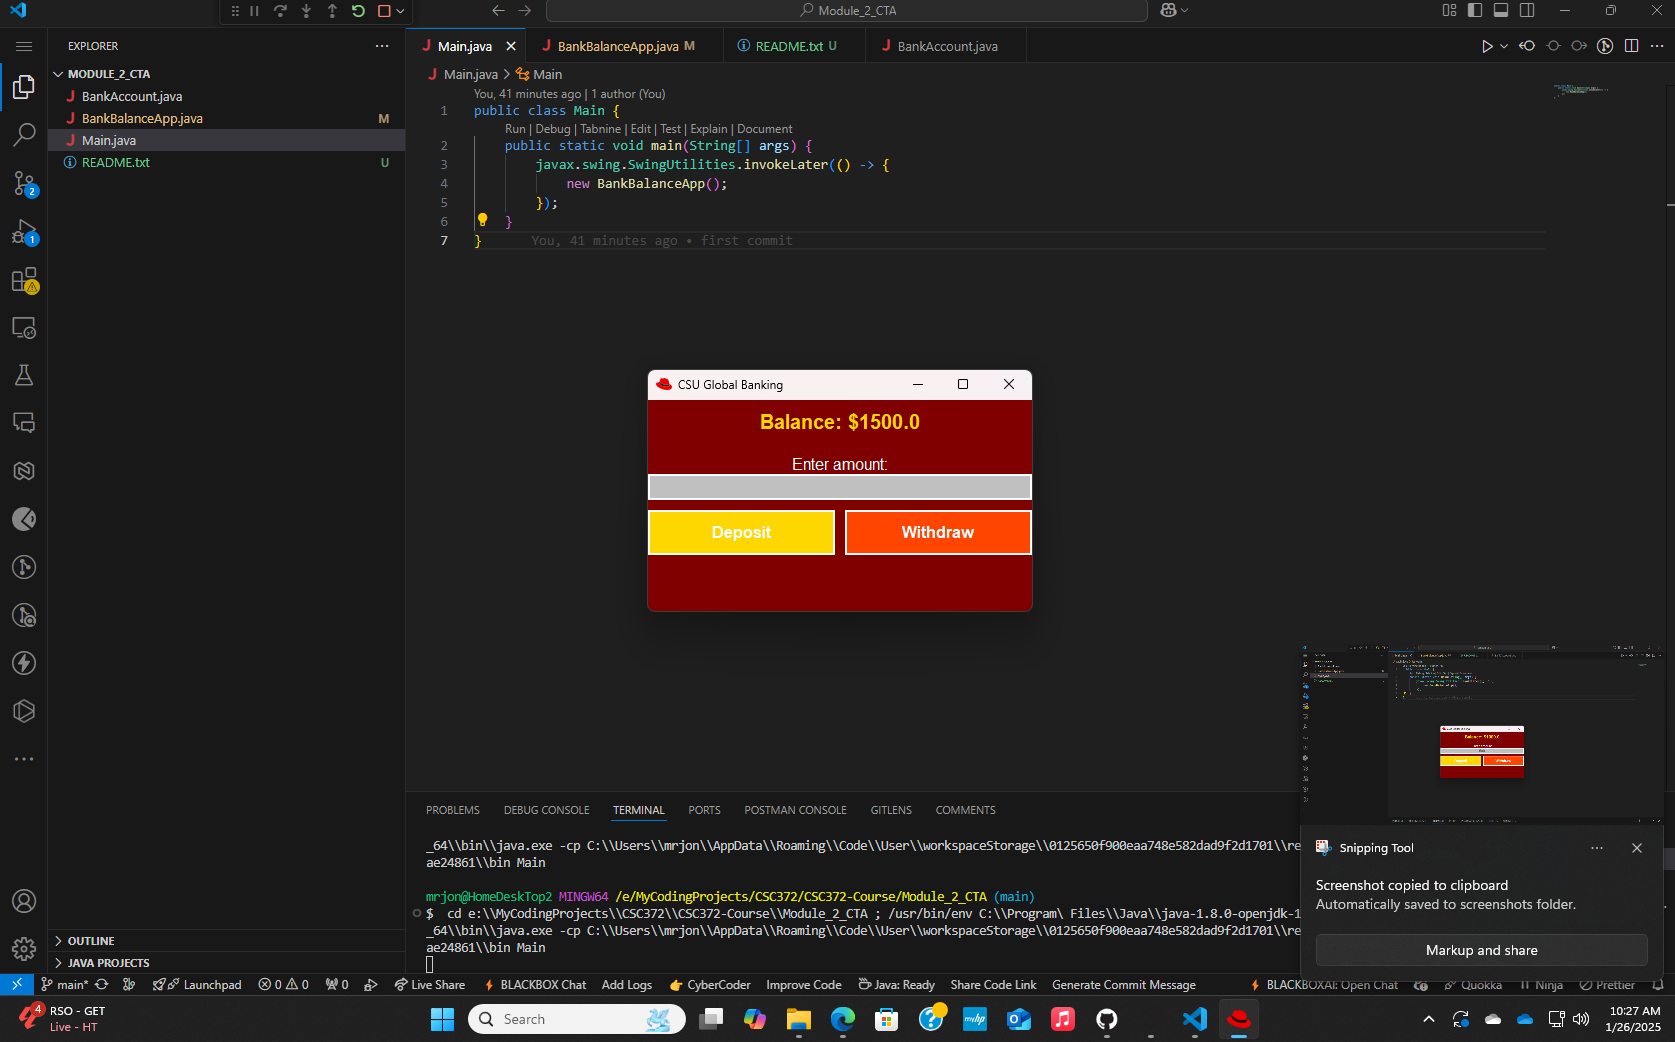 Module_2_CTA
EXPLORER
Main.java
BankBalanceApp.java M
README.txt U
BankAccount.java
MODULE_2_CTA
Main.java Main
BankAccount.java
BankBalanceApp.java M
Main.java
README.txt U
2
1
You, 41 minutes ago | 1 author (You)
1 public class Main {
Run | Debug | Tabnine | Edit | Test | Explain | Document
2 public static void main(String[] args) {
3 javax.swing.SwingUtilities.invokeLater(() -> {
4 new BankBalanceApp();
5 });
6 }
7 } You, 41 minutes ago • first commit
CSU Global Banking
Balance: $1500.0
Enter amount:
Deposit Withdraw
Balance: $1000.0
PROBLEMS DEBUG CONSOLE TERMINAL PORTS POSTMAN CONSOLE GITLENS COMMENTS
_64\\bin\\java.exe -cp C:\\Users\\mrjon\\AppData\\Roaming\\Code\\User\\workspaceStorage\\0125650f900eaa748e582dad9f2d1701\\re
ae24861\\bin Main
mrjon@HomeDeskTop2 MINGW64 /e/MyCodingProjects/CSC372/CSC372-Course/Module_2_CTA (main)
$ cd e:\\MyCodingProjects\\CSC372\\CSC372-Course\\Module_2_CTA ; /usr/bin/env C:\\Program\ Files\\Java\\java-1.8.0-openjdk-1
_64\\bin\\java.exe -cp C:\\Users\\mrjon\\AppData\\Roaming\\Code\\User\\workspaceStorage\\0125650f900eaa748e582dad9f2d1701\\re
ae24861\\bin Main
Snipping Tool
Screenshot copied to clipboard
Automatically saved to screenshots folder.
Markup and share
OUTLINE
JAVA PROJECTS
main* Launchpad 0 0 0 Live Share BLACKBOX Chat Add Logs CyberCoder Improve Code Java: Ready Share Code Link Generate Commit Message BLACKBOXAI: Open Chat Quokka Ninja Prettier
4
RSO - GET
Live - HT
Search
myhp
10:27 AM
1/26/2025